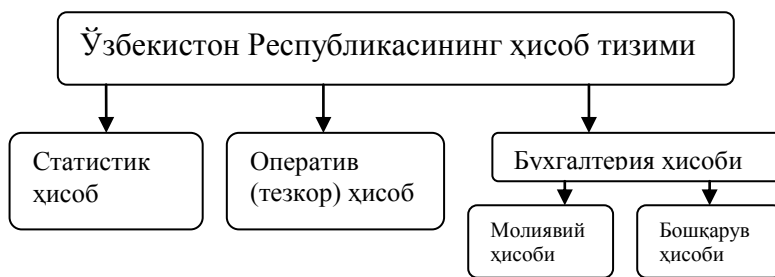 Ўзбекистон Республикасининг ҳисоб тизими
Статистик
ҳисоб
Оператив
(тезкор) ҳисоб
Бухгалтерия ҳисоби
Молиявий
ҳисоби
Бошқарув
ҳисоби